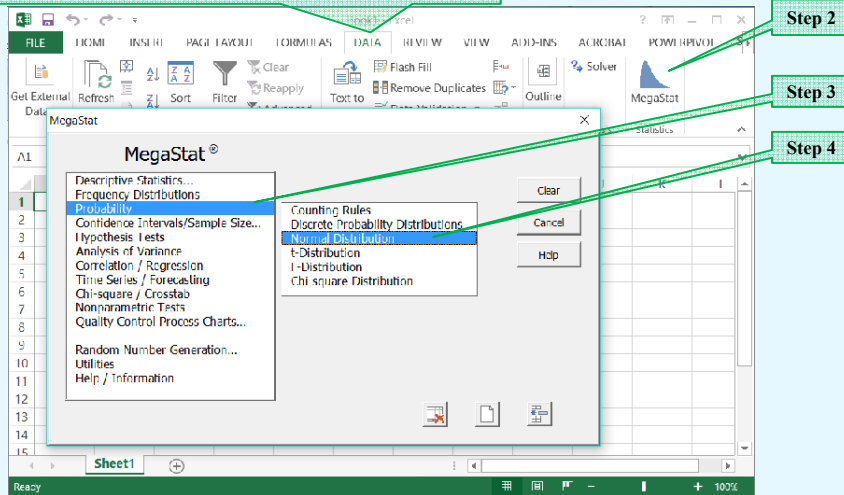 Step 2
Excel
FILE HOME INSERT PAGE LAYOUT FORMULAS DATA REVIEW VIEW ADD-INS ACROBAT POWERPIVOT
Clear
Reapply
Flash Fill
Remove Duplicates
Solver
Get External
Data
Refresh
Sort
Filter
Text to
Outline
MegaStat
Statistics
Step 3
Step 4
A1
MegaStat
MegaStat ®
Descriptive Statistics...
Frequency Distributions
Probability
Confidence Intervals/Sample Size...
Hypothesis Tests
Analysis of Variance
Correlation / Regression
Time Series / Forecasting
Chi-square / Crosstab
Nonparametric Tests
Quality Control Process Charts...
Random Number Generation...
Utilities
Help / Information
Counting Rules
Discrete Probability Distributions
Normal Distribution
t-Distribution
F-Distribution
Chi-square Distribution
Clear
Cancel
Help
1
2
3
4
5
6
7
8
9
10
11
12
13
14
15
Sheet1
Ready
100%